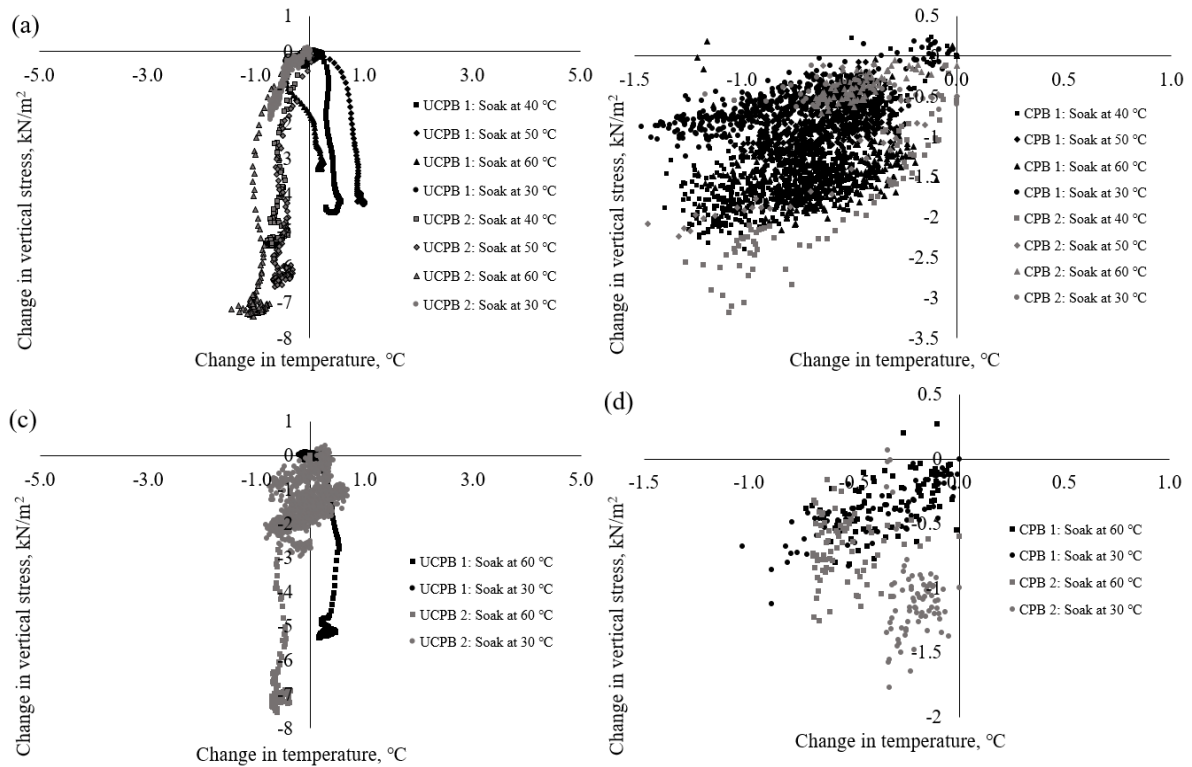 (a)
1
0
-1
-2
-3
-4
-5
-6
-7
-8
-5.0 -3.0 -1.0 1.0 3.0 5.0
Change in vertical stress, kN/m²
Change in temperature, °C
UCPB 1: Soak at 40 °C
UCPB 1: Soak at 50 °C
UCPB 1: Soak at 60 °C
UCPB 1: Soak at 30 °C
UCPB 2: Soak at 40 °C
UCPB 2: Soak at 50 °C
UCPB 2: Soak at 60 °C
UCPB 2: Soak at 30 °C
0.5
0
-0.5
-1
-1.5
-2
-2.5
-3
-3.5
-1.5 -1.0 -0.5 0.0 0.5 1.0
Change in vertical stress, kN/m²
Change in temperature, °C
CPB 1: Soak at 40 °C
CPB 1: Soak at 50 °C
CPB 1: Soak at 60 °C
CPB 1: Soak at 30 °C
CPB 2: Soak at 40 °C
CPB 2: Soak at 50 °C
CPB 2: Soak at 60 °C
CPB 2: Soak at 30 °C
(c)
1
0
-1
-2
-3
-4
-5
-6
-7
-8
-5.0 -3.0 -1.0 1.0 3.0 5.0
Change in vertical stress, kN/m²
Change in temperature, °C
UCPB 1: Soak at 60 °C
UCPB 1: Soak at 30 °C
UCPB 2: Soak at 60 °C
UCPB 2: Soak at 30 °C
(d)
0.5
0
-0.5
-1
-1.5
-2
-1.5 -1.0 -0.5 0.0 0.5 1.0
Change in vertical stress, kN/m²
Change in temperature, °C
CPB 1: Soak at 60 °C
CPB 1: Soak at 30 °C
CPB 2: Soak at 60 °C
CPB 2: Soak at 30 °C